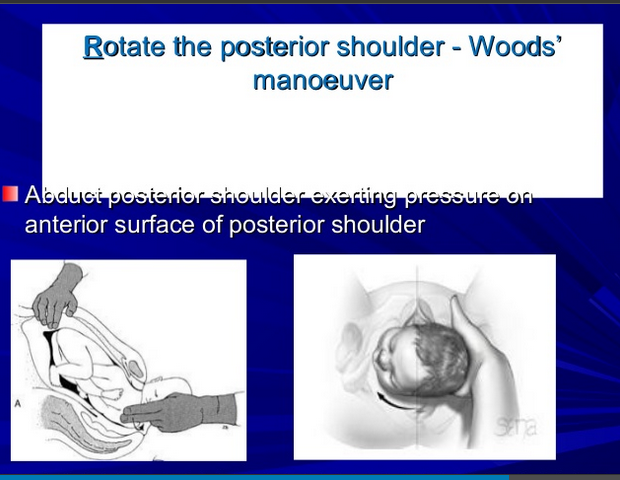 Rotate the posterior shoulder - Woods’
manoeuver
Abduct posterior shoulder exerting pressure on
anterior surface of posterior shoulder
A